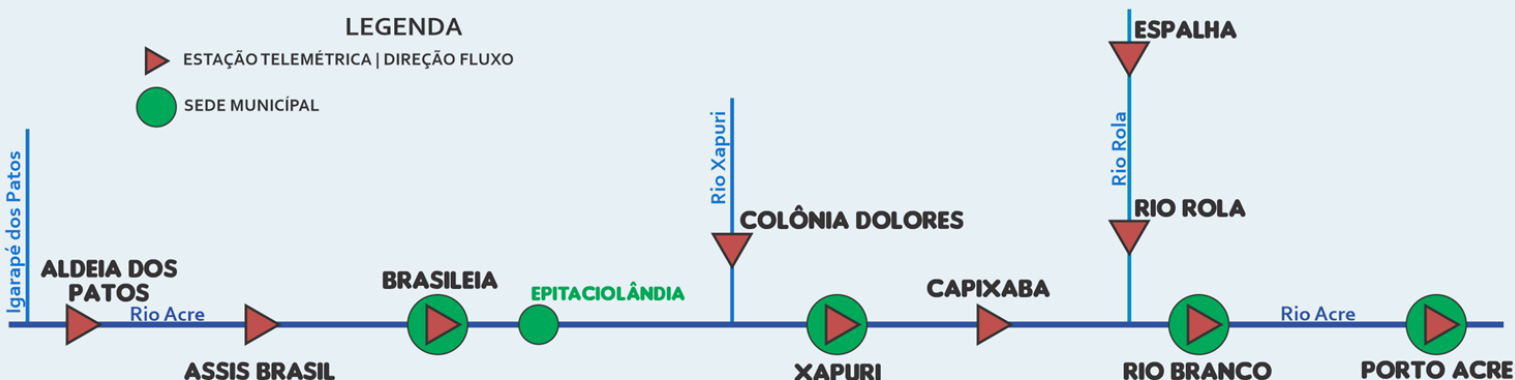 LEGENDA
ESTAÇÃO TELEMÉTRICA | DIREÇÃO FLUXO
SEDE MUNICÍPAL
ESPALHA
Igarapé dos Patos
Rio Xapuri
Rio Rola
COLÔNIA DOLORES
RIO ROLA
ALDEIA DOS
PATOS
Rio Acre
BRASILEIA
EPITACIOLÂNDIA
CAPIXABA
Rio Acre
ASSIS BRASIL
XAPURI
RIO BRANCO
PORTO ACRE